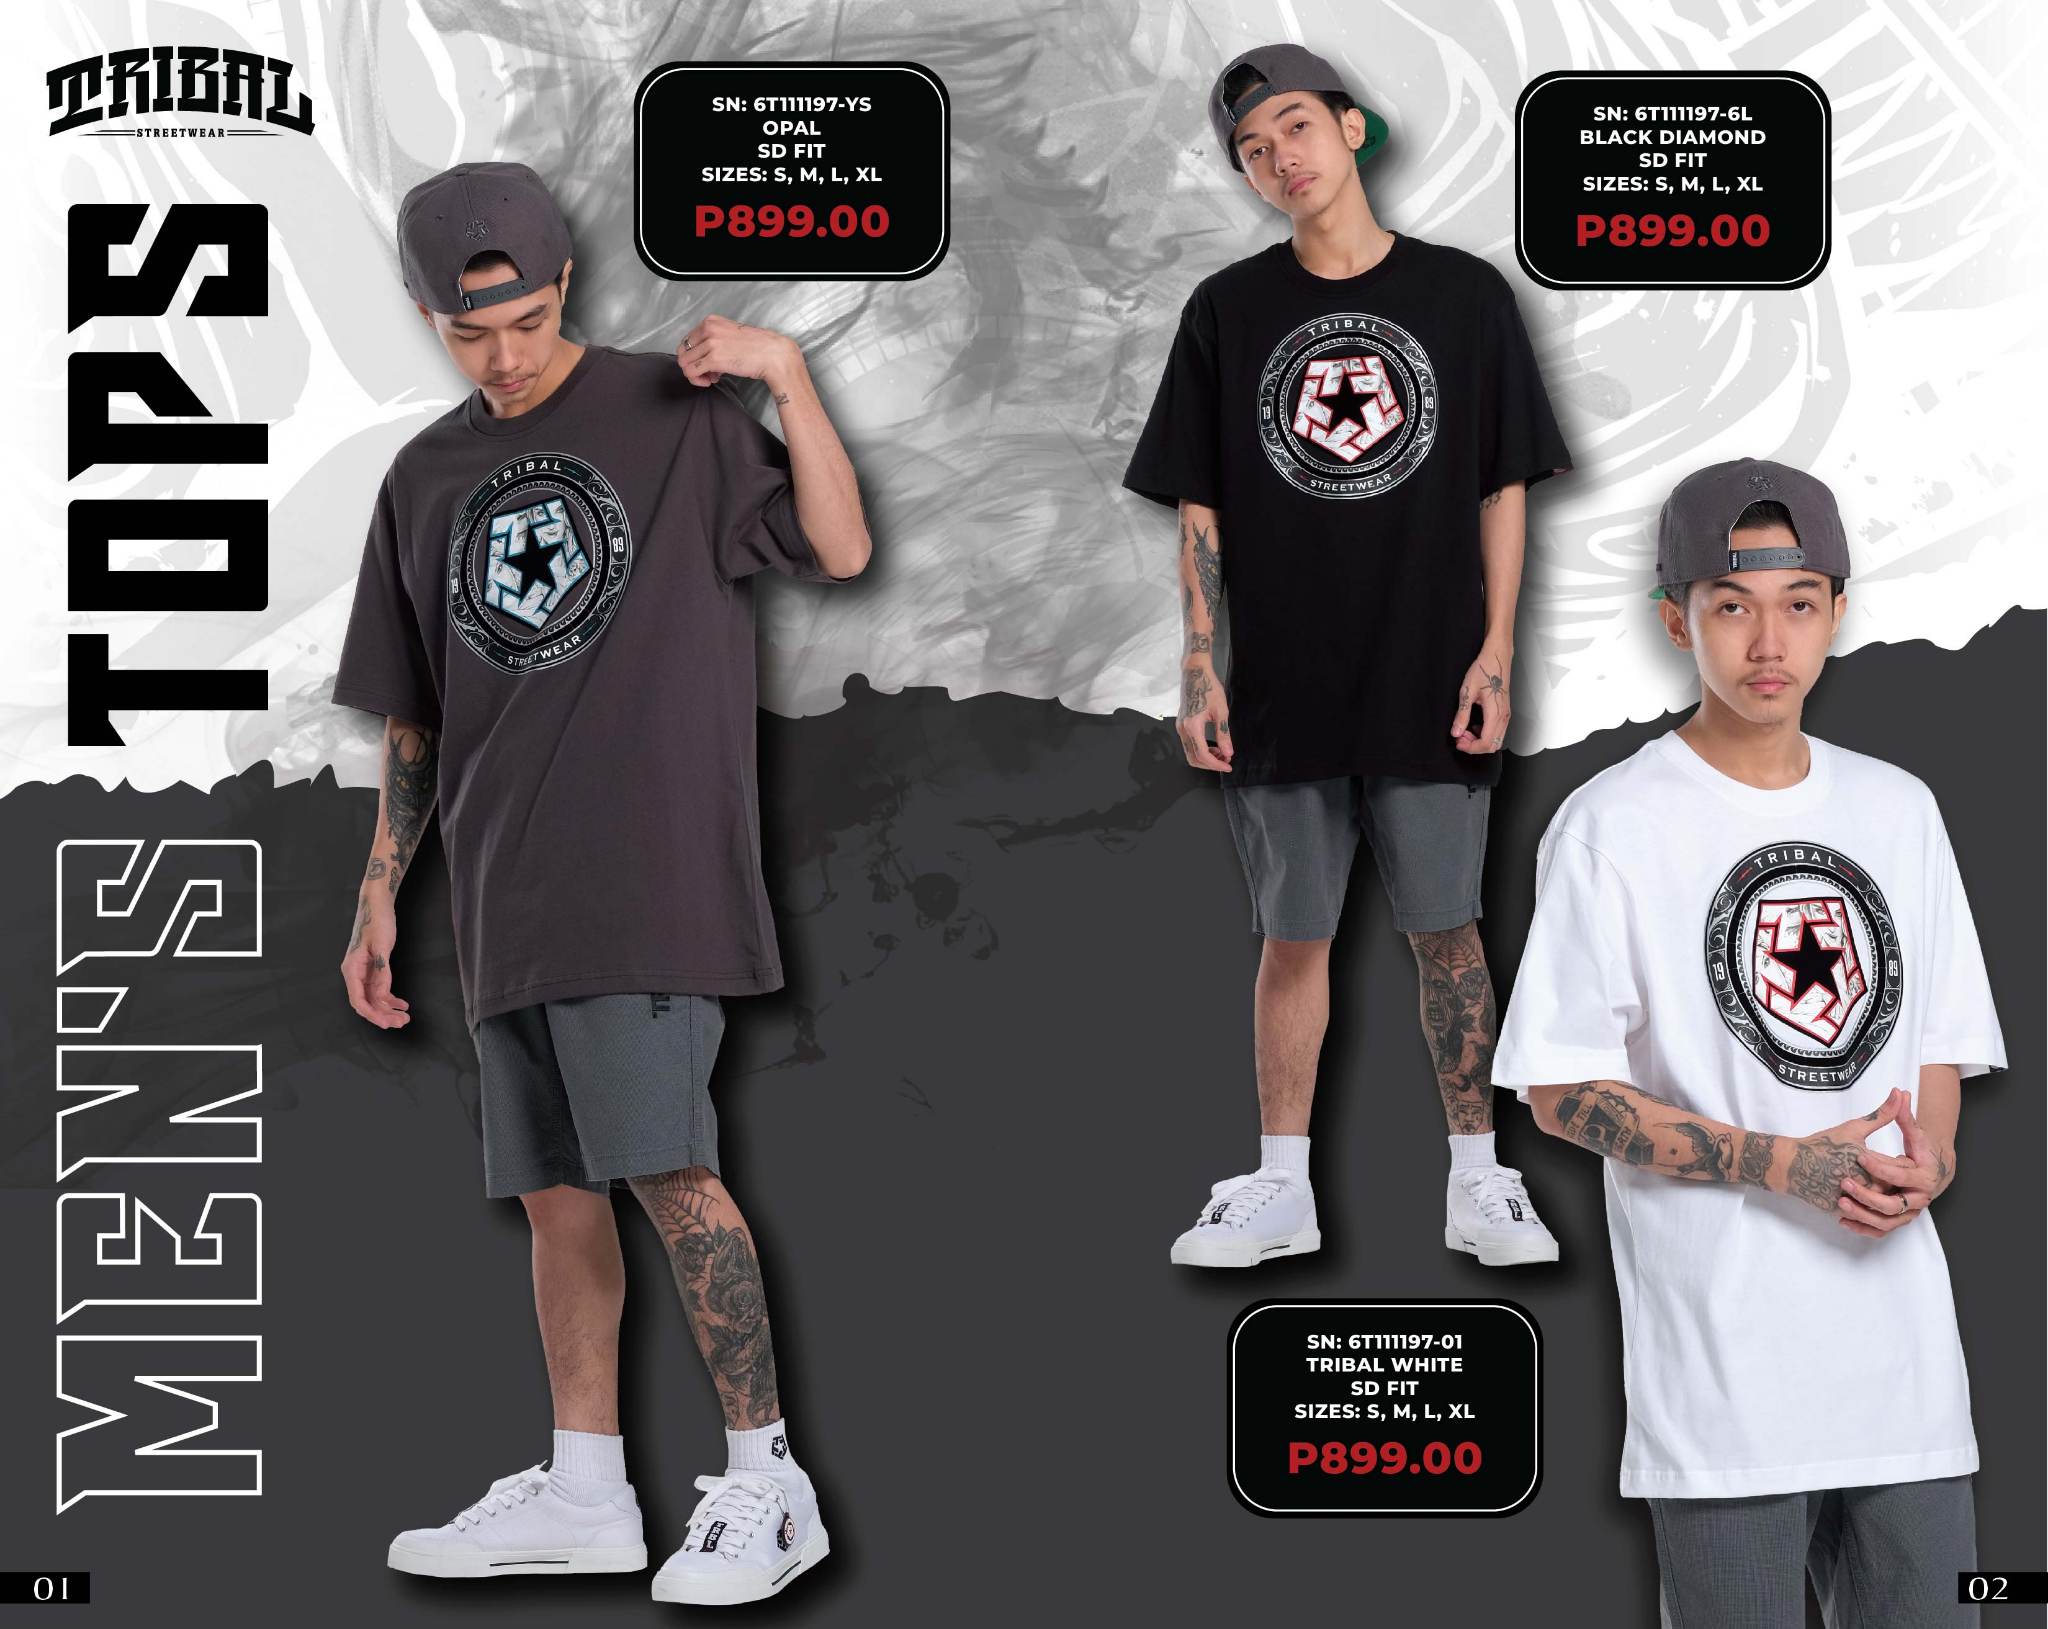 TRIBAL
STREETWEAR
MEN'S TOPS
SN: 6T111197-YS
OPAL
SD FIT
SIZES: S, M, L, XL
P899.00
TRIBAL
19 89
STREETWEAR
SN: 6T111197-6L
BLACK DIAMOND
SD FIT
SIZES: S, M, L, XL
P899.00
TRIBAL
19 89
STREETWEAR
SN: 6T111197-01
TRIBAL WHITE
SD FIT
SIZES: S, M, L, XL
P899.00
TRIBAL
19 89
STREETWEAR
01
02